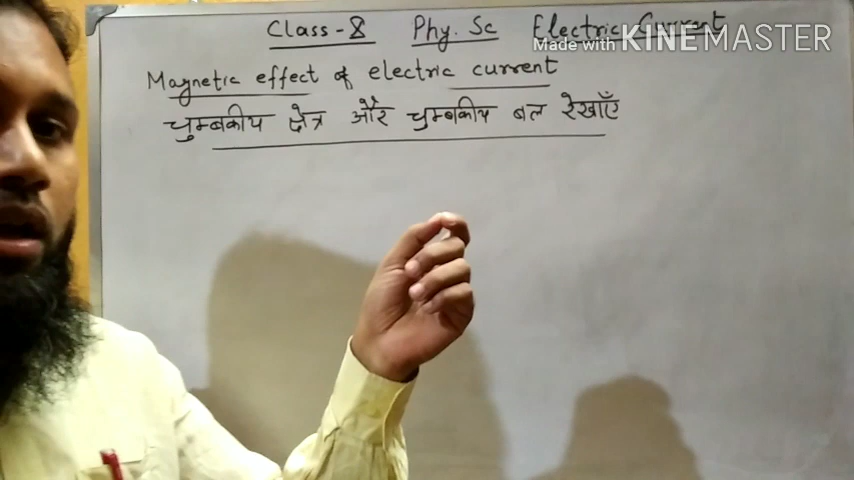 Class-8 Phy. Sc Electric Current
Made with KINEMASTER
Magnetic effect of electric current
चुम्बकीय क्षेत्र और चुम्बकीय बल रेखाएँ